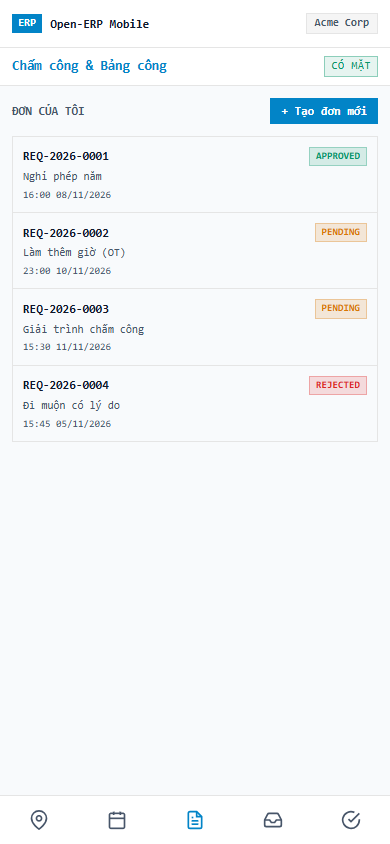 ERP Open-ERP Mobile Acme Corp
Chấm công & Bảng công CÓ MẶT
ĐƠN CỦA TÔI + Tạo đơn mới
REQ-2026-0001 APPROVED
Nghỉ phép năm
16:00 08/11/2026
REQ-2026-0002 PENDING
Làm thêm giờ (OT)
23:00 10/11/2026
REQ-2026-0003 PENDING
Giải trình chấm công
15:30 11/11/2026
REQ-2026-0004 REJECTED
Đi muộn có lý do
15:45 05/11/2026